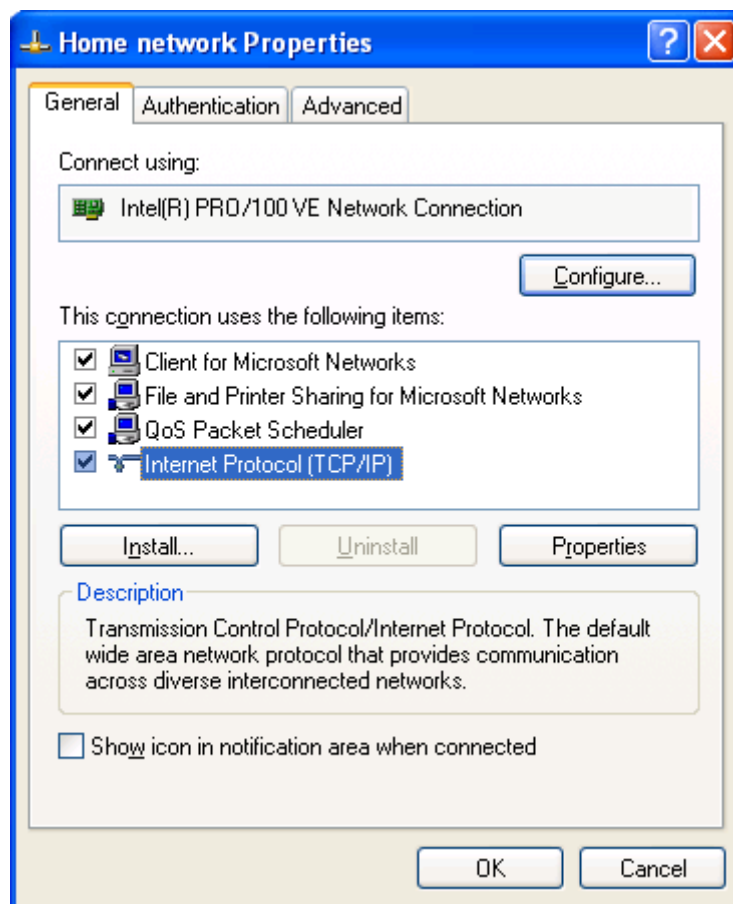 Home network Properties
General Authentication Advanced
Connect using:
Intel(R) PRO/100 VE Network Connection
Configure...
This connection uses the following items:
Client for Microsoft Networks
File and Printer Sharing for Microsoft Networks
QoS Packet Scheduler
Internet Protocol (TCP/IP)
Install... Uninstall Properties
Description
Transmission Control Protocol/Internet Protocol. The default
wide area network protocol that provides communication
across diverse interconnected networks.
Show icon in notification area when connected
OK Cancel